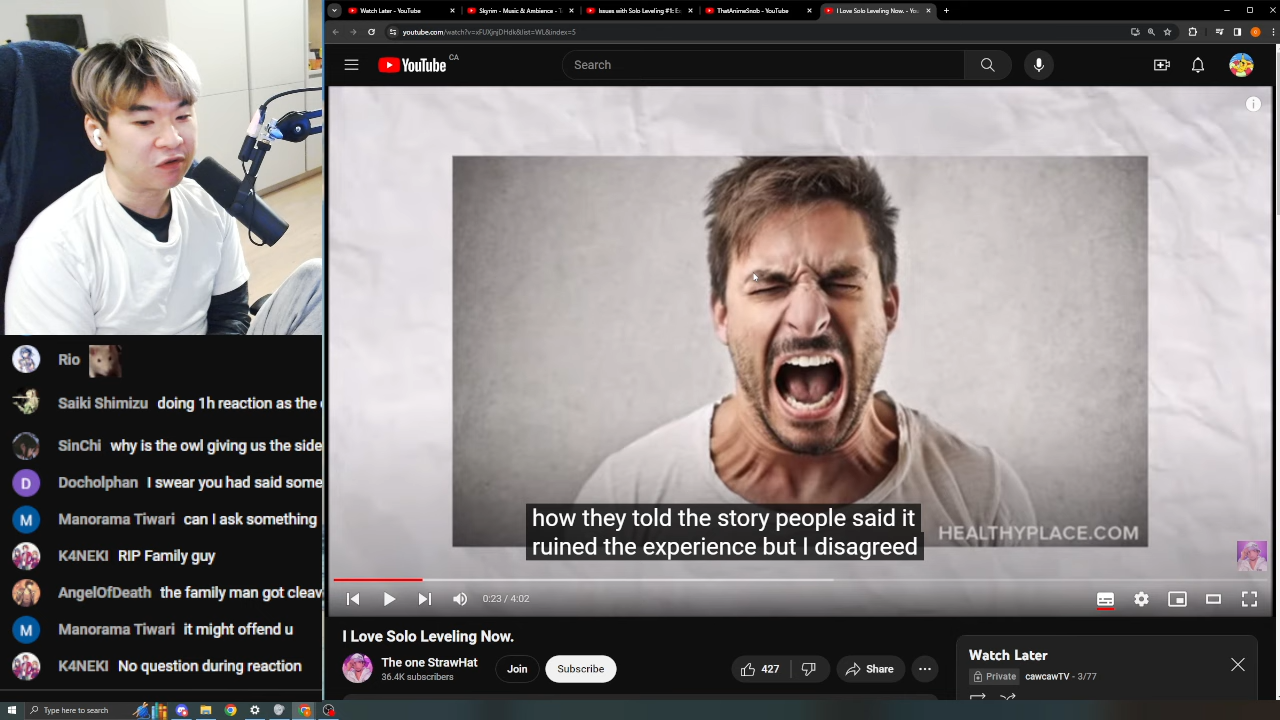 Watch Later - YouTube
Skyrim - Music & Ambience - T
Issues with Solo Leveling #1: E
ThatAnimeSnob - YouTube
I Love Solo Leveling Now. - You
youtube.com/watch?v=xFUXjnjDHdk&list=WL&index=5
YouTube CA
Search
Rio
Saiki Shimizu doing 1h reaction as the
SinChi why is the owl giving us the side
D Docholphan I swear you had said some
M Manorama Tiwari can I ask something
K4NEKI RIP Family guy
AngelOfDeath the family man got cleav
M Manorama Tiwari it might offend u
K4NEKI No question during reaction
how they told the story people said it
ruined the experience but I disagreed
HEALTHYPLACE.COM
0:23 / 4:02
I Love Solo Leveling Now.
The one StrawHat
36.4K subscribers
Join
Subscribe
427
Share
Watch Later
Private cawcawTV - 3/77
Type here to search